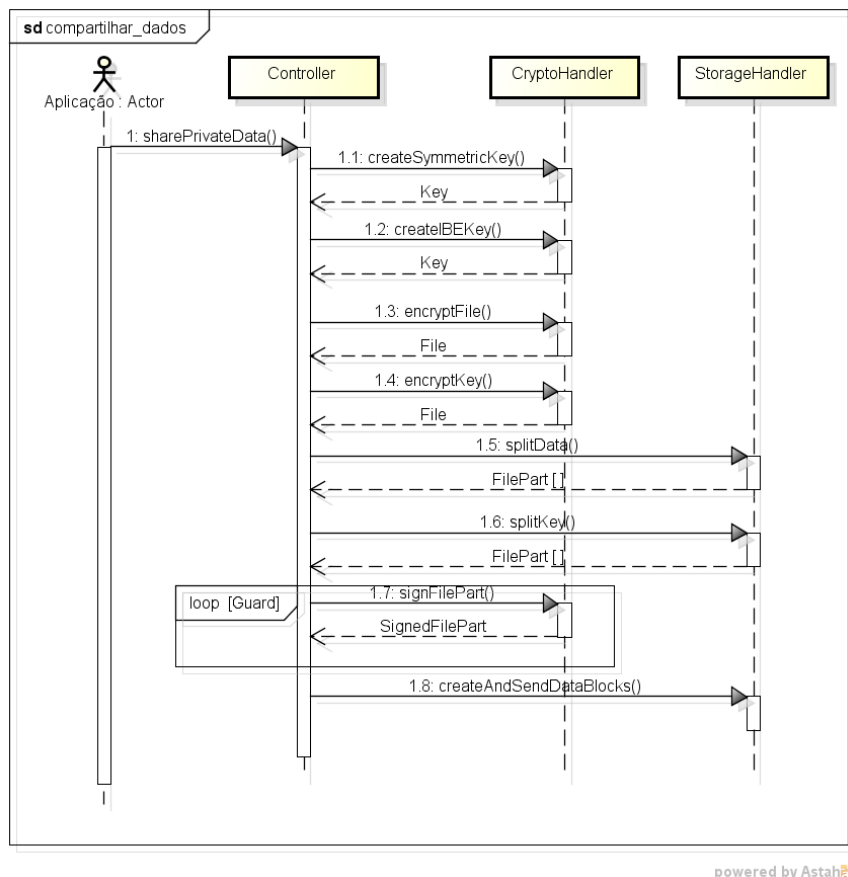 sd compartilhar_dados
Aplicação : Actor
Controller
CryptoHandler
StorageHandler
1: sharePrivateData()
1.1: createSymmetricKey()
Key
1.2: createIBEKey()
Key
1.3: encryptFile()
File
1.4: encryptKey()
File
1.5: splitData()
FilePart [ ]
1.6: splitKey()
FilePart [ ]
loop [Guard]
1.7: signFilePart()
SignedFilePart
1.8: createAndSendDataBlocks()
powered by Astah